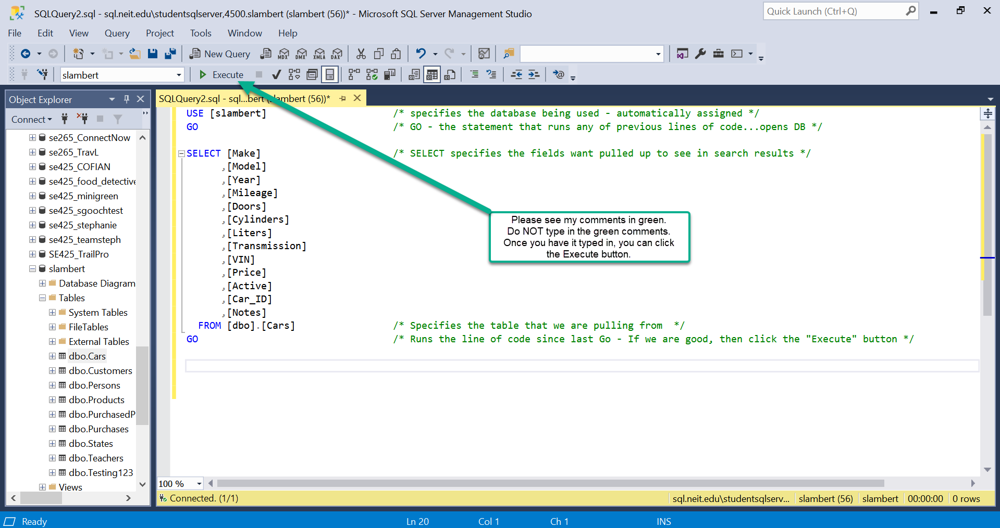 SQLQuery2.sql - sql.neit.edu\studentsqlserver,4500.slambert (slambert (56))* - Microsoft SQL Server Management Studio
Quick Launch (Ctrl+Q)
File Edit View Query Project Tools Window Help
New Query MDX DMX XMLA DAX
slambert
Execute
Object Explorer
Connect
se265_ConnectNow
se265_TravL
se425_COFIAN
se425_food_detective
se425_minigreen
se425_sgoochtest
se425_stephanie
se425_teamsteph
SE425_TrailPro
slambert
Database Diagram
Tables
System Tables
FileTables
External Tables
dbo.Cars
dbo.Customers
dbo.Persons
dbo.Products
dbo.PurchasedP
dbo.Purchases
dbo.States
dbo.Teachers
dbo.Testing123
Views
SQLQuery2.sql - sql...bert (slambert (56))*
USE [slambert] /* specifies the database being used - automatically assigned */
GO /* GO - the statement that runs any of previous lines of code...opens DB */
SELECT [Make] /* SELECT specifies the fields want pulled up to see in search results */
,[Model]
,[Year]
,[Mileage]
,[Doors]
,[Cylinders]
,[Liters]
,[Transmission]
,[VIN]
,[Price]
,[Active]
,[Car_ID]
,[Notes]
FROM [dbo].[Cars] /* Specifies the table that we are pulling from */
GO /* Runs the line of code since last Go - If we are good, then click the "Execute" button */
Please see my comments in green.
Do NOT type in the green comments.
Once you have it typed in, you can click
the Execute button.
100 %
Connected. (1/1)
sql.neit.edu\studentsqlserv... slambert (56) slambert 00:00:00 0 rows
Ready Ln 20 Col 1 Ch 1 INS